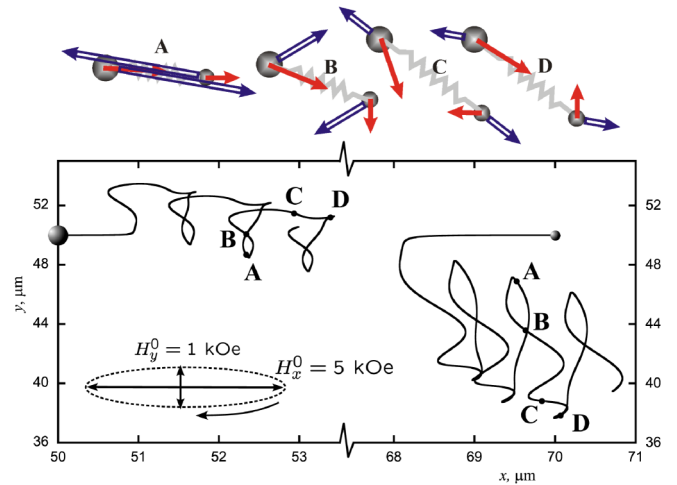 A
B
C
D
52
48
44
40
36
y, μm
C
D
B
A
A
B
C
D
H_y^0 = 1 kOe
H_x^0 = 5 kOe
52
48
44
40
36
50 51 52 53 68 69 70 71
x, μm